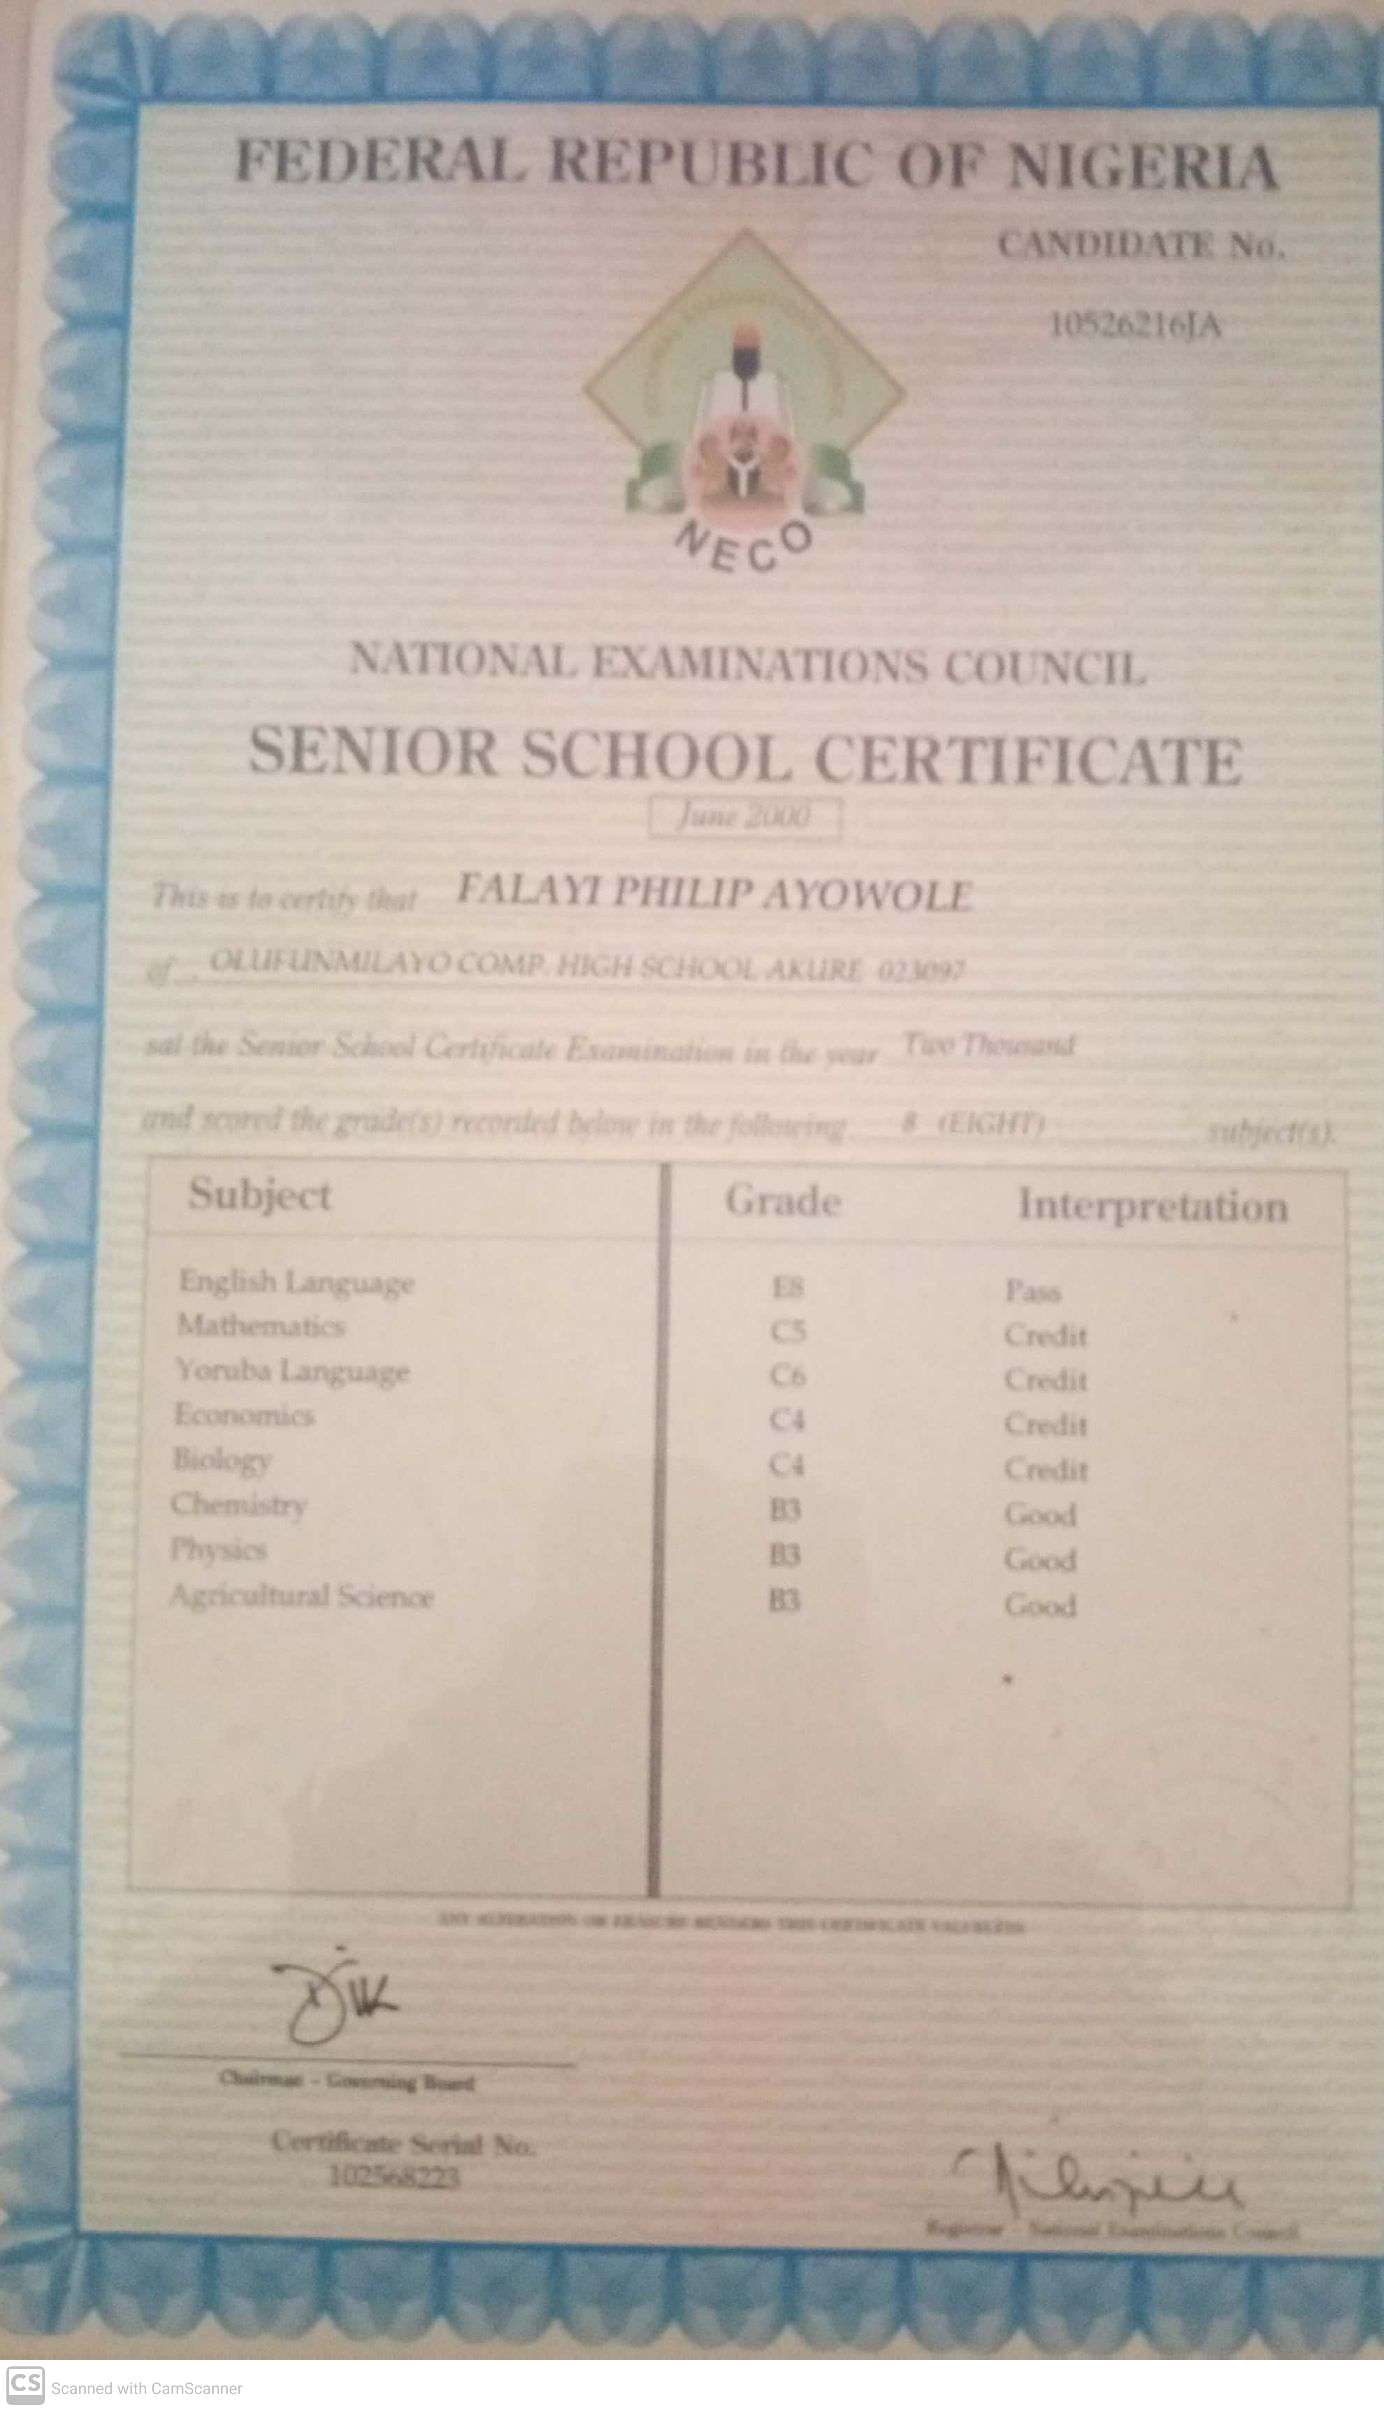 FEDERAL REPUBLIC OF NIGERIA
CANDIDATE No.
10526216JA
NECO
NATIONAL EXAMINATIONS COUNCIL
SENIOR SCHOOL CERTIFICATE
June 2000
This is to certify that FALAYI PHILIP AYOWOLE
of OLUFUNMILAYO COMP. HIGH SCHOOL AKURE 023097
sat the Senior School Certificate Examination in the year Two Thousand
and scored the grade(s) recorded below in the following 8 (EIGHT) subject(s).
Subject Grade Interpretation
English Language E8 Pass
Mathematics C5 Credit
Yoruba Language C6 Credit
Economics C4 Credit
Biology C4 Credit
Chemistry B3 Good
Physics B3 Good
Agricultural Science B3 Good
ANY ALTERATION OR ERASURE RENDERS THIS CERTIFICATE VALUELESS
Chairman - Governing Board
Certificate Serial No.
102568223
Registrar - National Examinations Council
CS Scanned with CamScanner